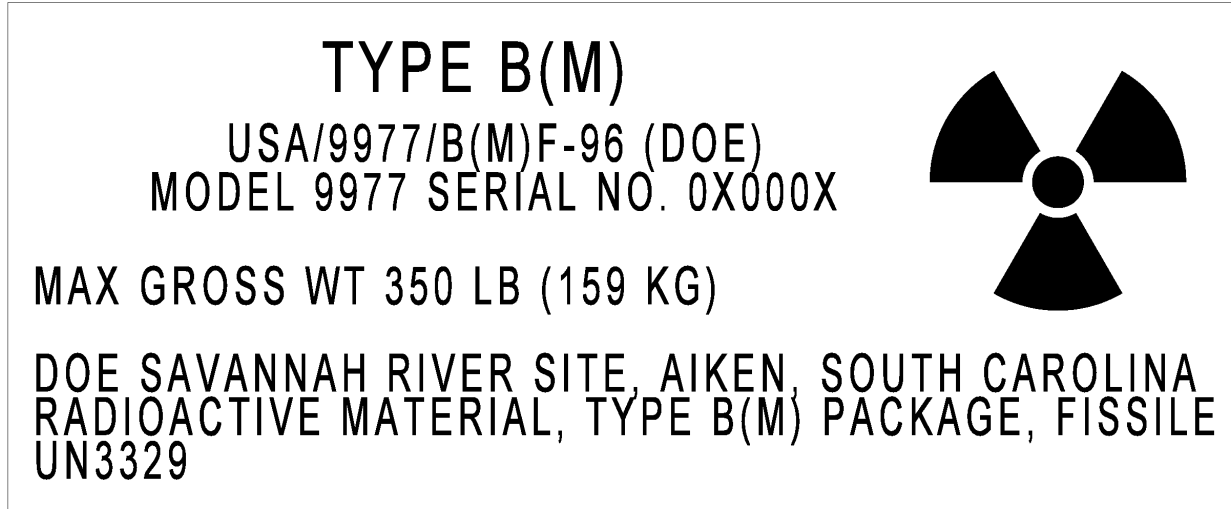 TYPE B(M)
USA/9977/B(M)F-96 (DOE)
MODEL 9977 SERIAL NO. 0X000X
MAX GROSS WT 350 LB (159 KG)
DOE SAVANNAH RIVER SITE, AIKEN, SOUTH CAROLINA
RADIOACTIVE MATERIAL, TYPE B(M) PACKAGE, FISSILE
UN3329